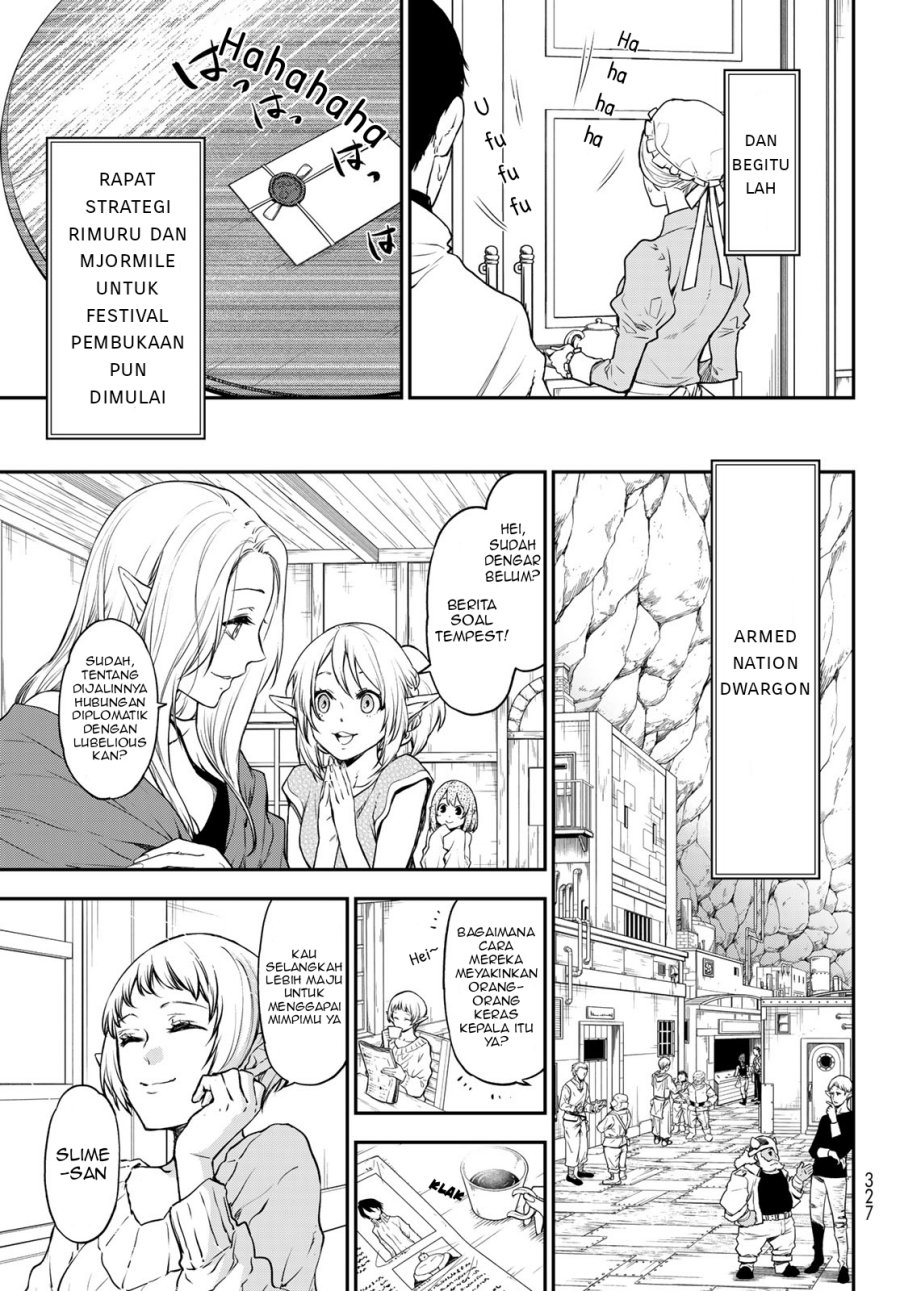 DAN
BEGITU
LAH
Ha
ha
ha
ha
U
fu
fu
fu
Hahahaha
はっ
はっ
はっ
は
RAPAT
STRATEGI
RIMURU DAN
MJORMILE
UNTUK
FESTIVAL
PEMBUKAAN
PUN
DIMULAI
ARMED
NATION
DWARGON
HEI,
SUDAH
DENGAR
BELUM?
BERITA
SOAL
TEMPEST!
SUDAH,
TENTANG
DIJALINNYA
HUBUNGAN
DIPLOMATIK
DENGAN
LUBELIOUS
KAN?
BAGAIMANA
CARA
MEREKA
MEYAKINKAN
ORANG-
ORANG
KERAS
KEPALA ITU
YA?
Hei~
KLAK
KAU
SELANGKAH
LEBIH MAJU
UNTUK
MENGGAPAI
MIMPIMU YA
SLIME
-SAN
327